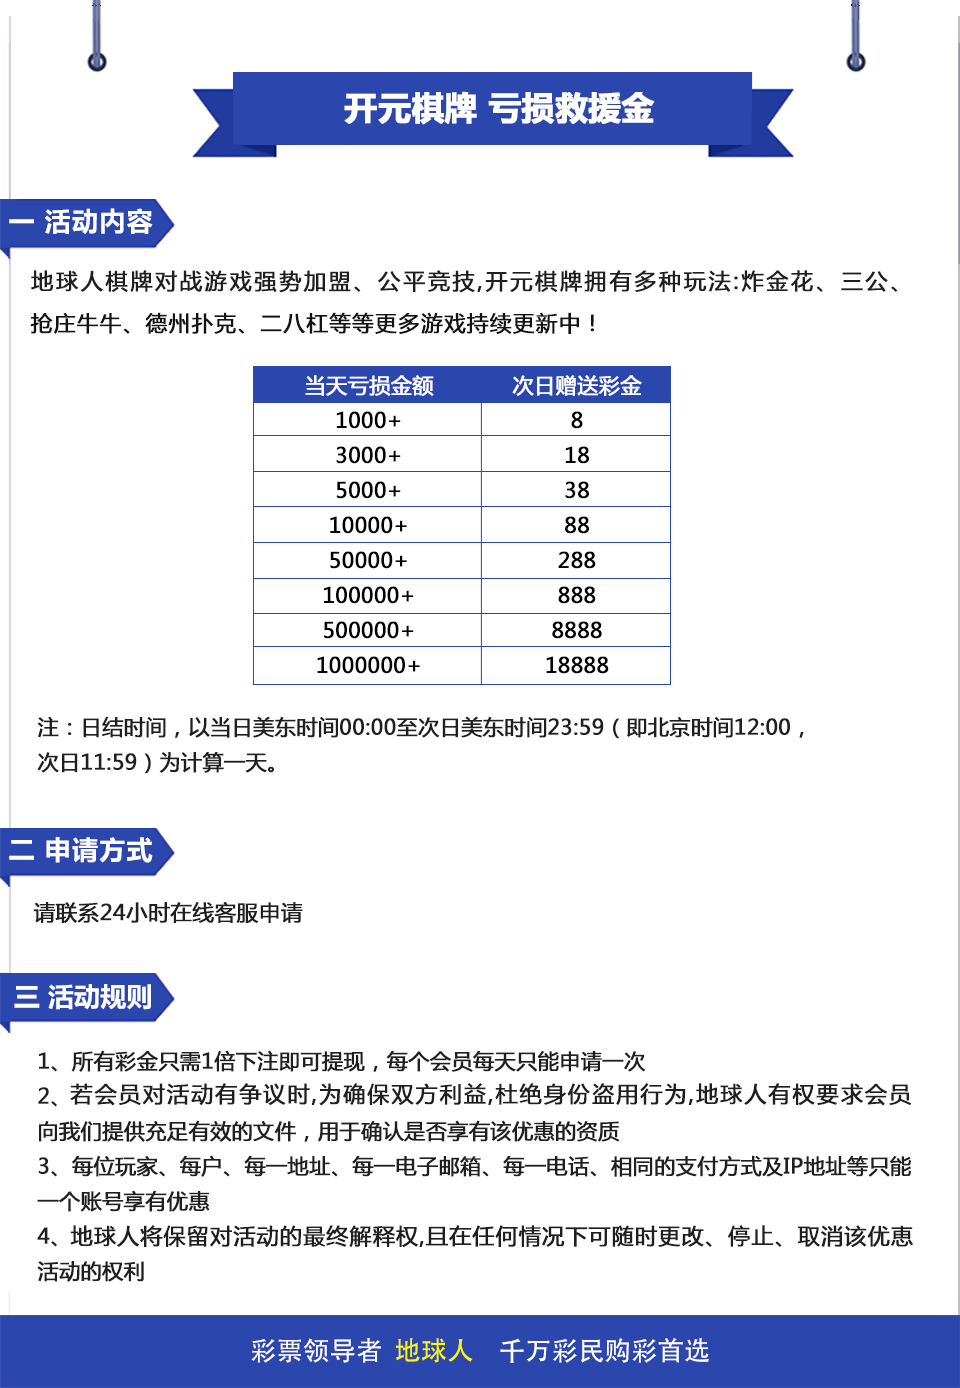 开元棋牌 亏损救援金
一 活动内容
地球人棋牌对战游戏强势加盟、公平竞技,开元棋牌拥有多种玩法:炸金花、三公、
抢庄牛牛、德州扑克、二八杠等等更多游戏持续更新中！
当天亏损金额 次日赠送彩金
1000+ 8
3000+ 18
5000+ 38
10000+ 88
50000+ 288
100000+ 888
500000+ 8888
1000000+ 18888
注：日结时间，以当日美东时间00:00至次日美东时间23:59（即北京时间12:00，
次日11:59）为计算一天。
二 申请方式
请联系24小时在线客服申请
三 活动规则
1、所有彩金只需1倍下注即可提现，每个会员每天只能申请一次
2、若会员对活动有争议时,为确保双方利益,杜绝身份盗用行为,地球人有权要求会员
向我们提供充足有效的文件，用于确认是否享有该优惠的资质
3、每位玩家、每户、每一地址、每一电子邮箱、每一电话、相同的支付方式及IP地址等只能
一个账号享有优惠
4、地球人将保留对活动的最终解释权,且在任何情况下可随时更改、停止、取消该优惠
活动的权利
彩票领导者 地球人 千万彩民购彩首选